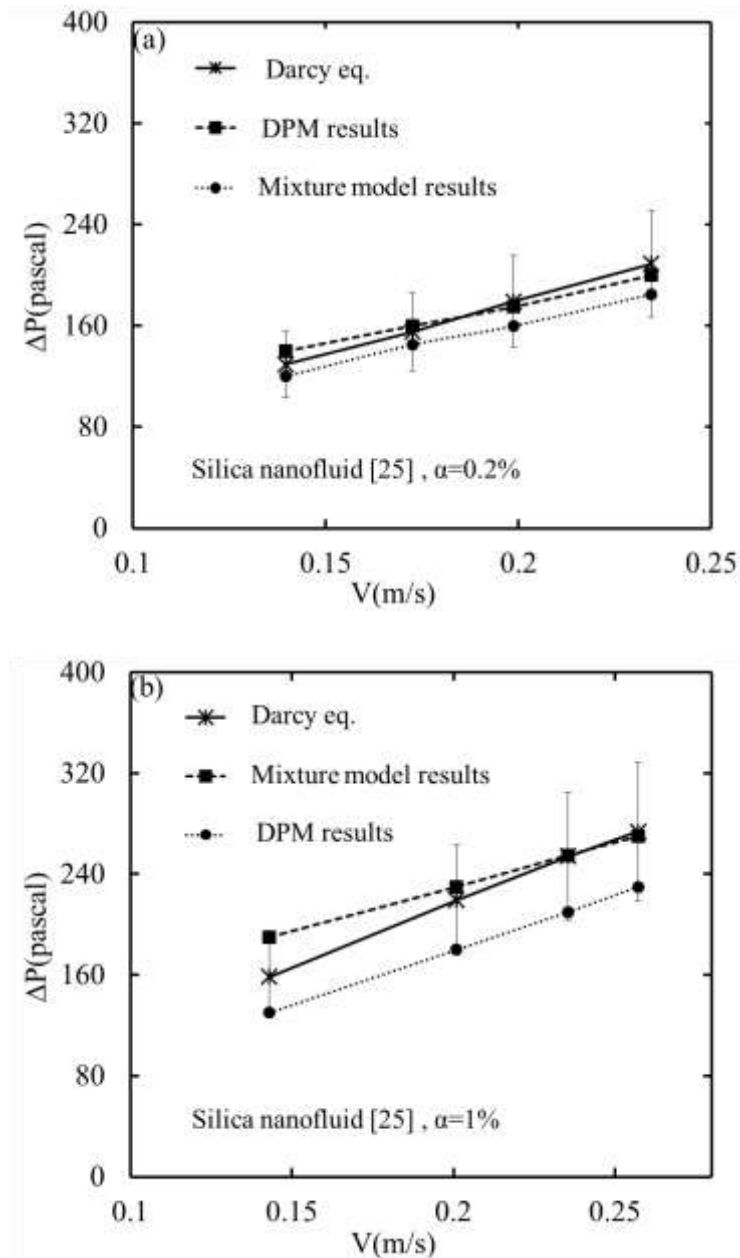 400
(a)
Darcy eq.
320
DPM results
Mixture model results
240
ΔP(pascal)
160
80
Silica nanofluid [25] , α=0.2%
0
0.1 0.15 0.2 0.25
V(m/s)
400
(b)
Darcy eq.
320
Mixture model results
DPM results
240
ΔP(pascal)
160
80
Silica nanofluid [25] , α=1%
0
0.1 0.15 0.2 0.25
V(m/s)